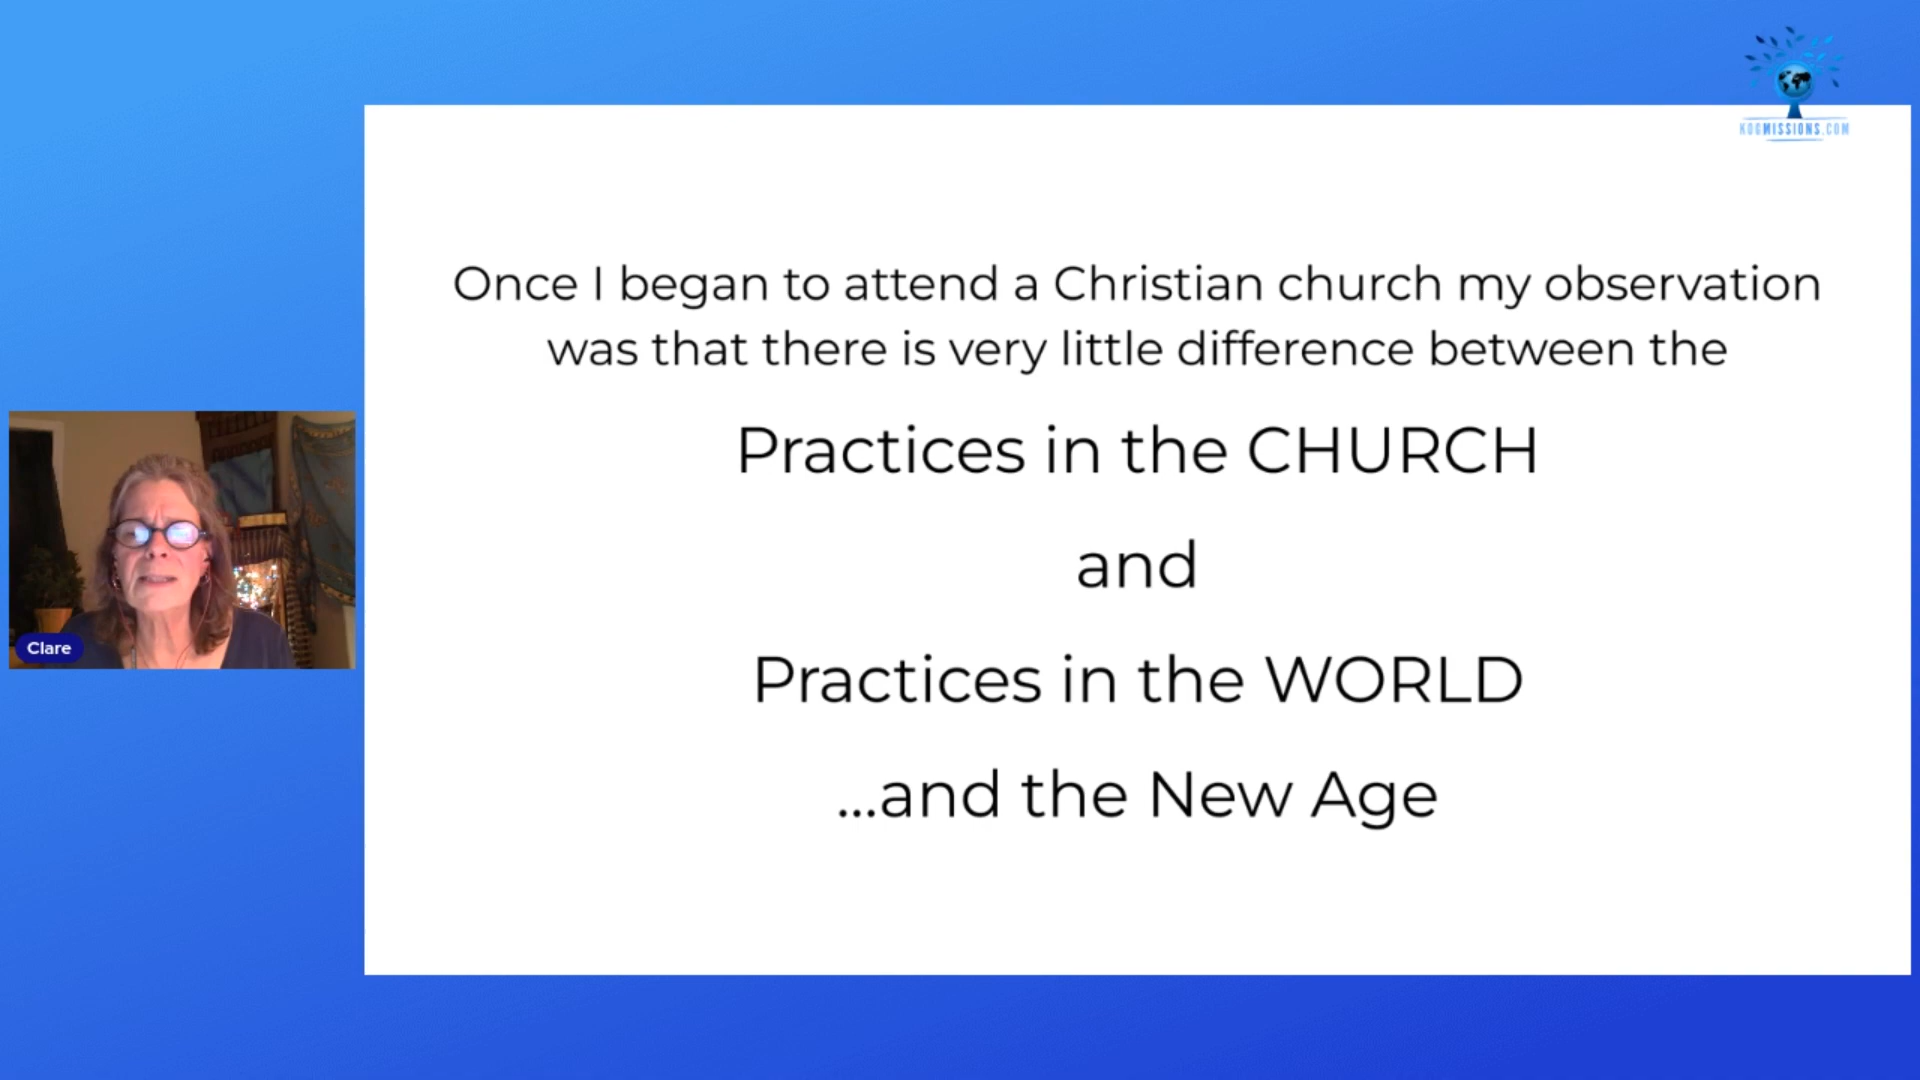 KOGMISSIONS.COM
Once I began to attend a Christian church my observation
was that there is very little difference between the
Practices in the CHURCH
and
Practices in the WORLD
...and the New Age
Clare